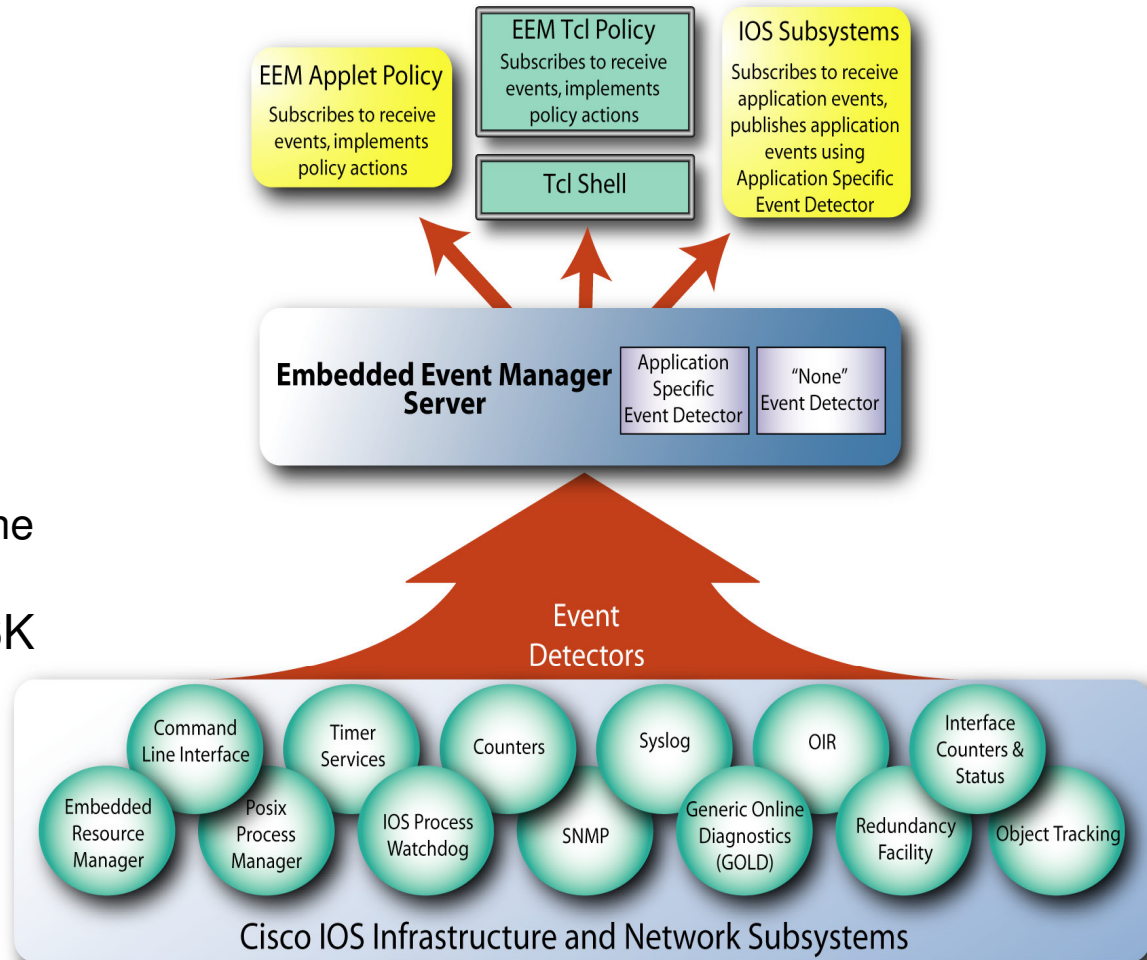 EEM Applet Policy
Subscribes to receive
events, implements
policy actions
EEM Tcl Policy
Subscribes to receive
events, implements
policy actions
Tcl Shell
IOS Subsystems
Subscribes to receive
application events,
publishes application
events using
Application Specific
Event Detector
Embedded Event Manager
Server
Application
Specific
Event Detector
“None”
Event Detector
Event
Detectors
Command
Line Interface
Timer
Services
Counters
Syslog
OIR
Interface
Counters &
Status
Embedded
Resource
Manager
Posix
Process
Manager
IOS Process
Watchdog
SNMP
Generic Online
Diagnostics
(GOLD)
Redundancy
Facility
Object Tracking
Cisco IOS Infrastructure and Network Subsystems